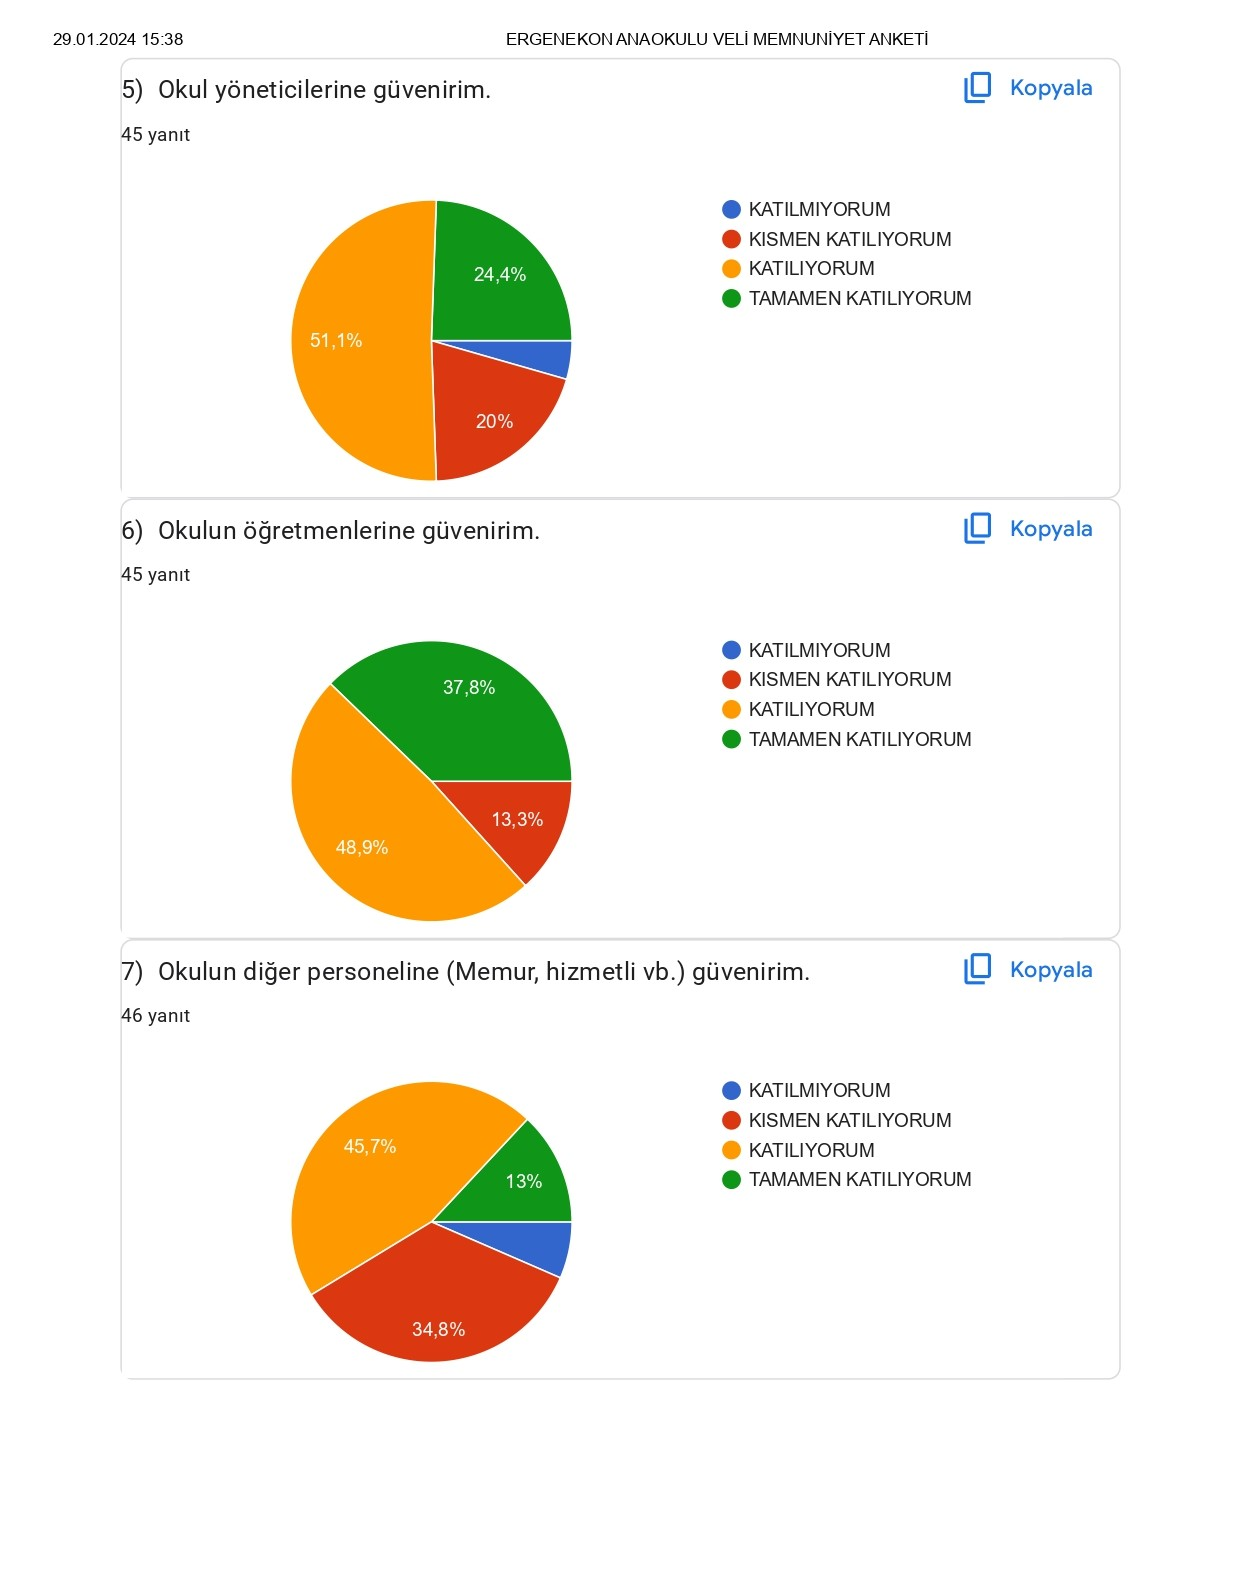 29.01.2024 15:38 ERGENEKON ANAOKULU VELİ MEMNUNİYET ANKETİ
5) Okul yöneticilerine güvenirim.
Kopyala
45 yanıt
KATILMIYORUM
KISMEN KATILIYORUM
KATILIYORUM
TAMAMEN KATILIYORUM
24,4%
51,1%
20%
6) Okulun öğretmenlerine güvenirim.
Kopyala
45 yanıt
KATILMIYORUM
KISMEN KATILIYORUM
KATILIYORUM
TAMAMEN KATILIYORUM
37,8%
13,3%
48,9%
7) Okulun diğer personeline (Memur, hizmetli vb.) güvenirim.
Kopyala
46 yanıt
KATILMIYORUM
KISMEN KATILIYORUM
KATILIYORUM
TAMAMEN KATILIYORUM
45,7%
13%
34,8%